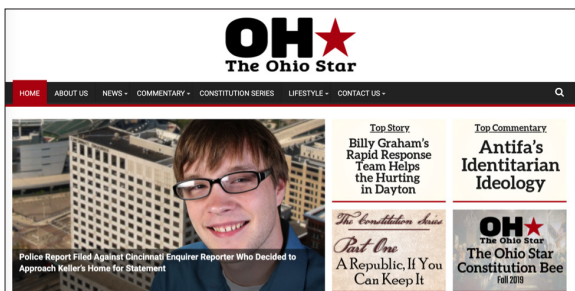 OH
The Ohio Star
HOME ABOUT US NEWS COMMENTARY CONSTITUTION SERIES LIFESTYLE CONTACT US
Police Report Filed Against Cincinnati Enquirer Reporter Who Decided to
Approach Keller's Home for Statement
Top Story
Billy Graham's
Rapid Response
Team Helps
the Hurting
in Dayton
Top Commentary
Antifa's
Identitarian
Ideology
The Constitution Series
Part One
A Republic, If You
Can Keep It
OH
The Ohio Star
The Ohio Star
Constitution Bee
Fall 2019